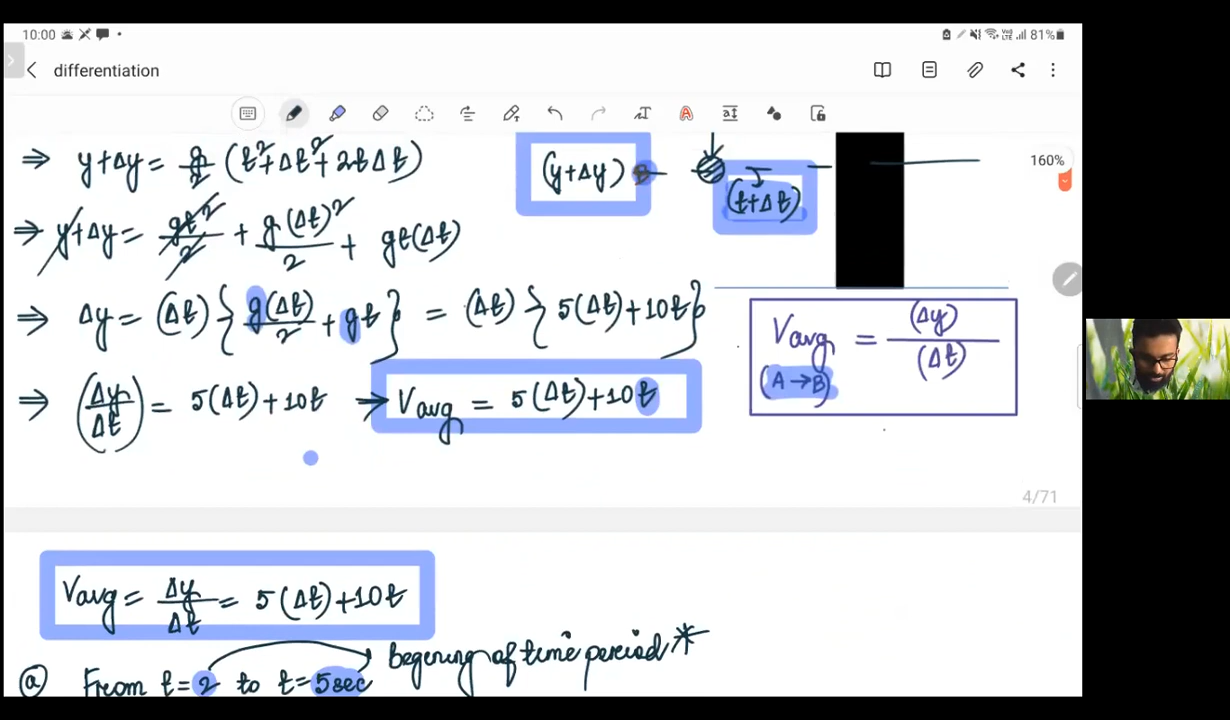 10:00
81%
differentiation
160%
⇒ y+Δy = g/2 (t²+Δt²+2tΔt)
(y+Δy) B
(t+Δt)
⇒ y+Δy = gt²/2 + g(Δt)²/2 + gt(Δt)
⇒ Δy = (Δt) { g(Δt)/2 + gt } = (Δt) { 5(Δt)+10t }
Vavg = (Δy)/(Δt)
(A→B)
⇒ (Δy/Δt) = 5(Δt)+10t → Vavg = 5(Δt)+10t
4/71
Vavg = Δy/Δt = 5(Δt)+10t
begening of time period *
(a) From t=2 to t=5sec